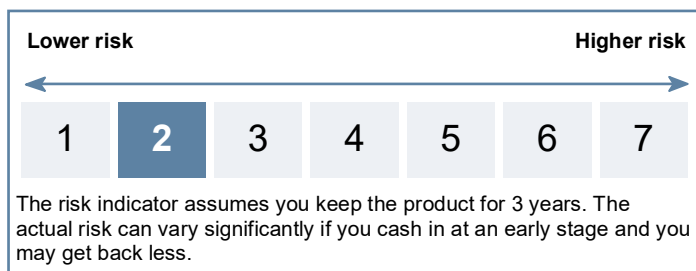 Lower risk Higher risk
1 2 3 4 5 6 7
The risk indicator assumes you keep the product for 3 years. The
actual risk can vary significantly if you cash in at an early stage and you
may get back less.